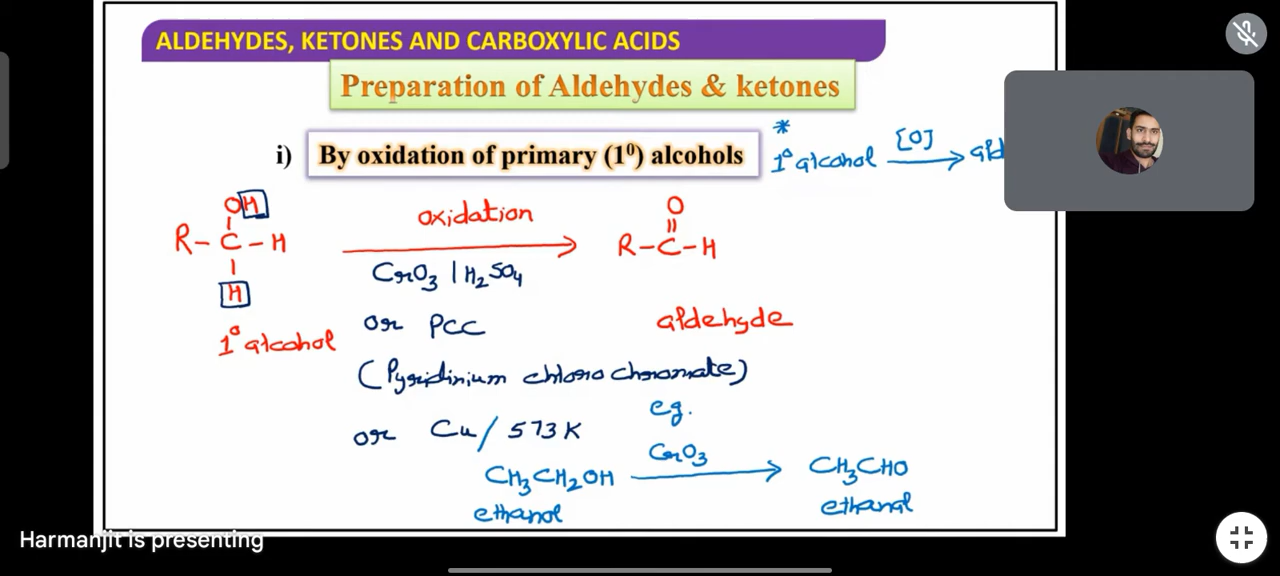 ALDEHYDES, KETONES AND CARBOXYLIC ACIDS
Preparation of Aldehydes & ketones
i) By oxidation of primary (1⁰) alcohols
*
1° alcohol [O] → ald
OH
R–C–H
H
1° alcohol
oxidation
CrO₃ | H₂SO₄
or PCC
(Pyridinium chlorochromate)
or Cu/573K
O
R–C–H
aldehyde
eg.
CH₃CH₂OH CrO₃ → CH₃CHO
ethanol ethanal
Harmanjit is presenting